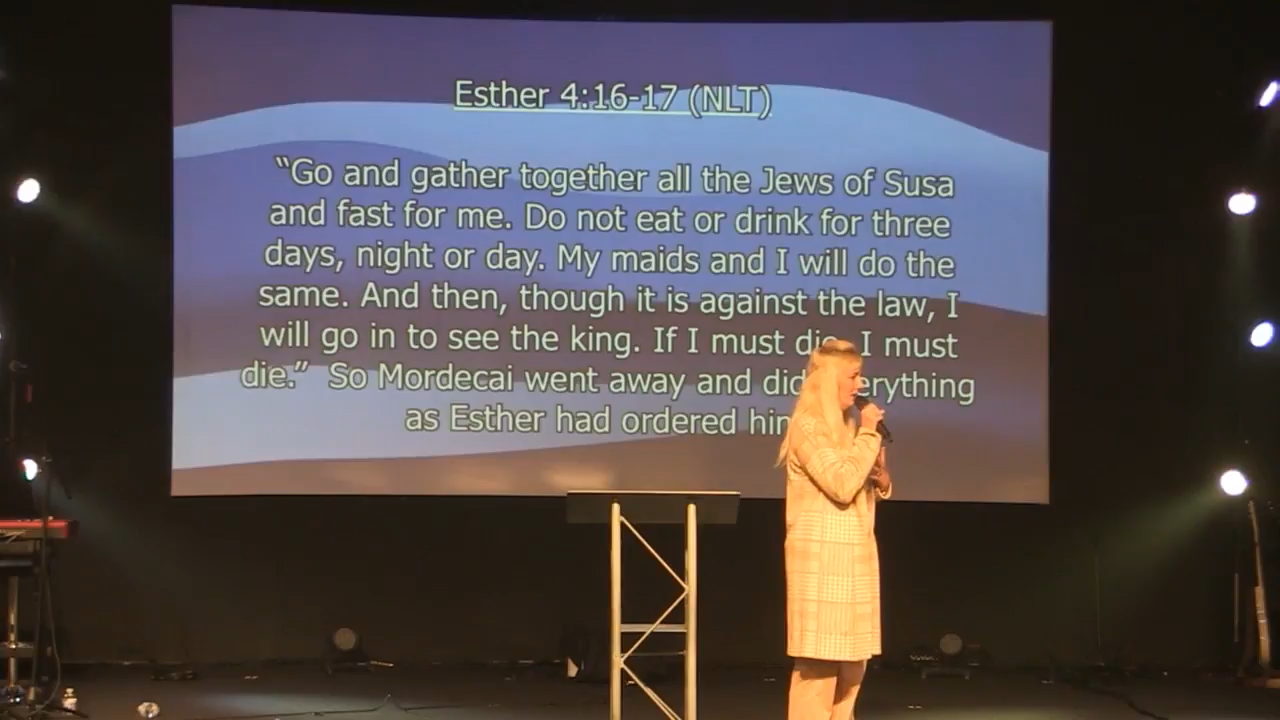 Esther 4:16-17 (NLT)
“Go and gather together all the Jews of Susa
and fast for me. Do not eat or drink for three
days, night or day. My maids and I will do the
same. And then, though it is against the law, I
will go in to see the king. If I must die, I must
die.” So Mordecai went away and did everything
as Esther had ordered